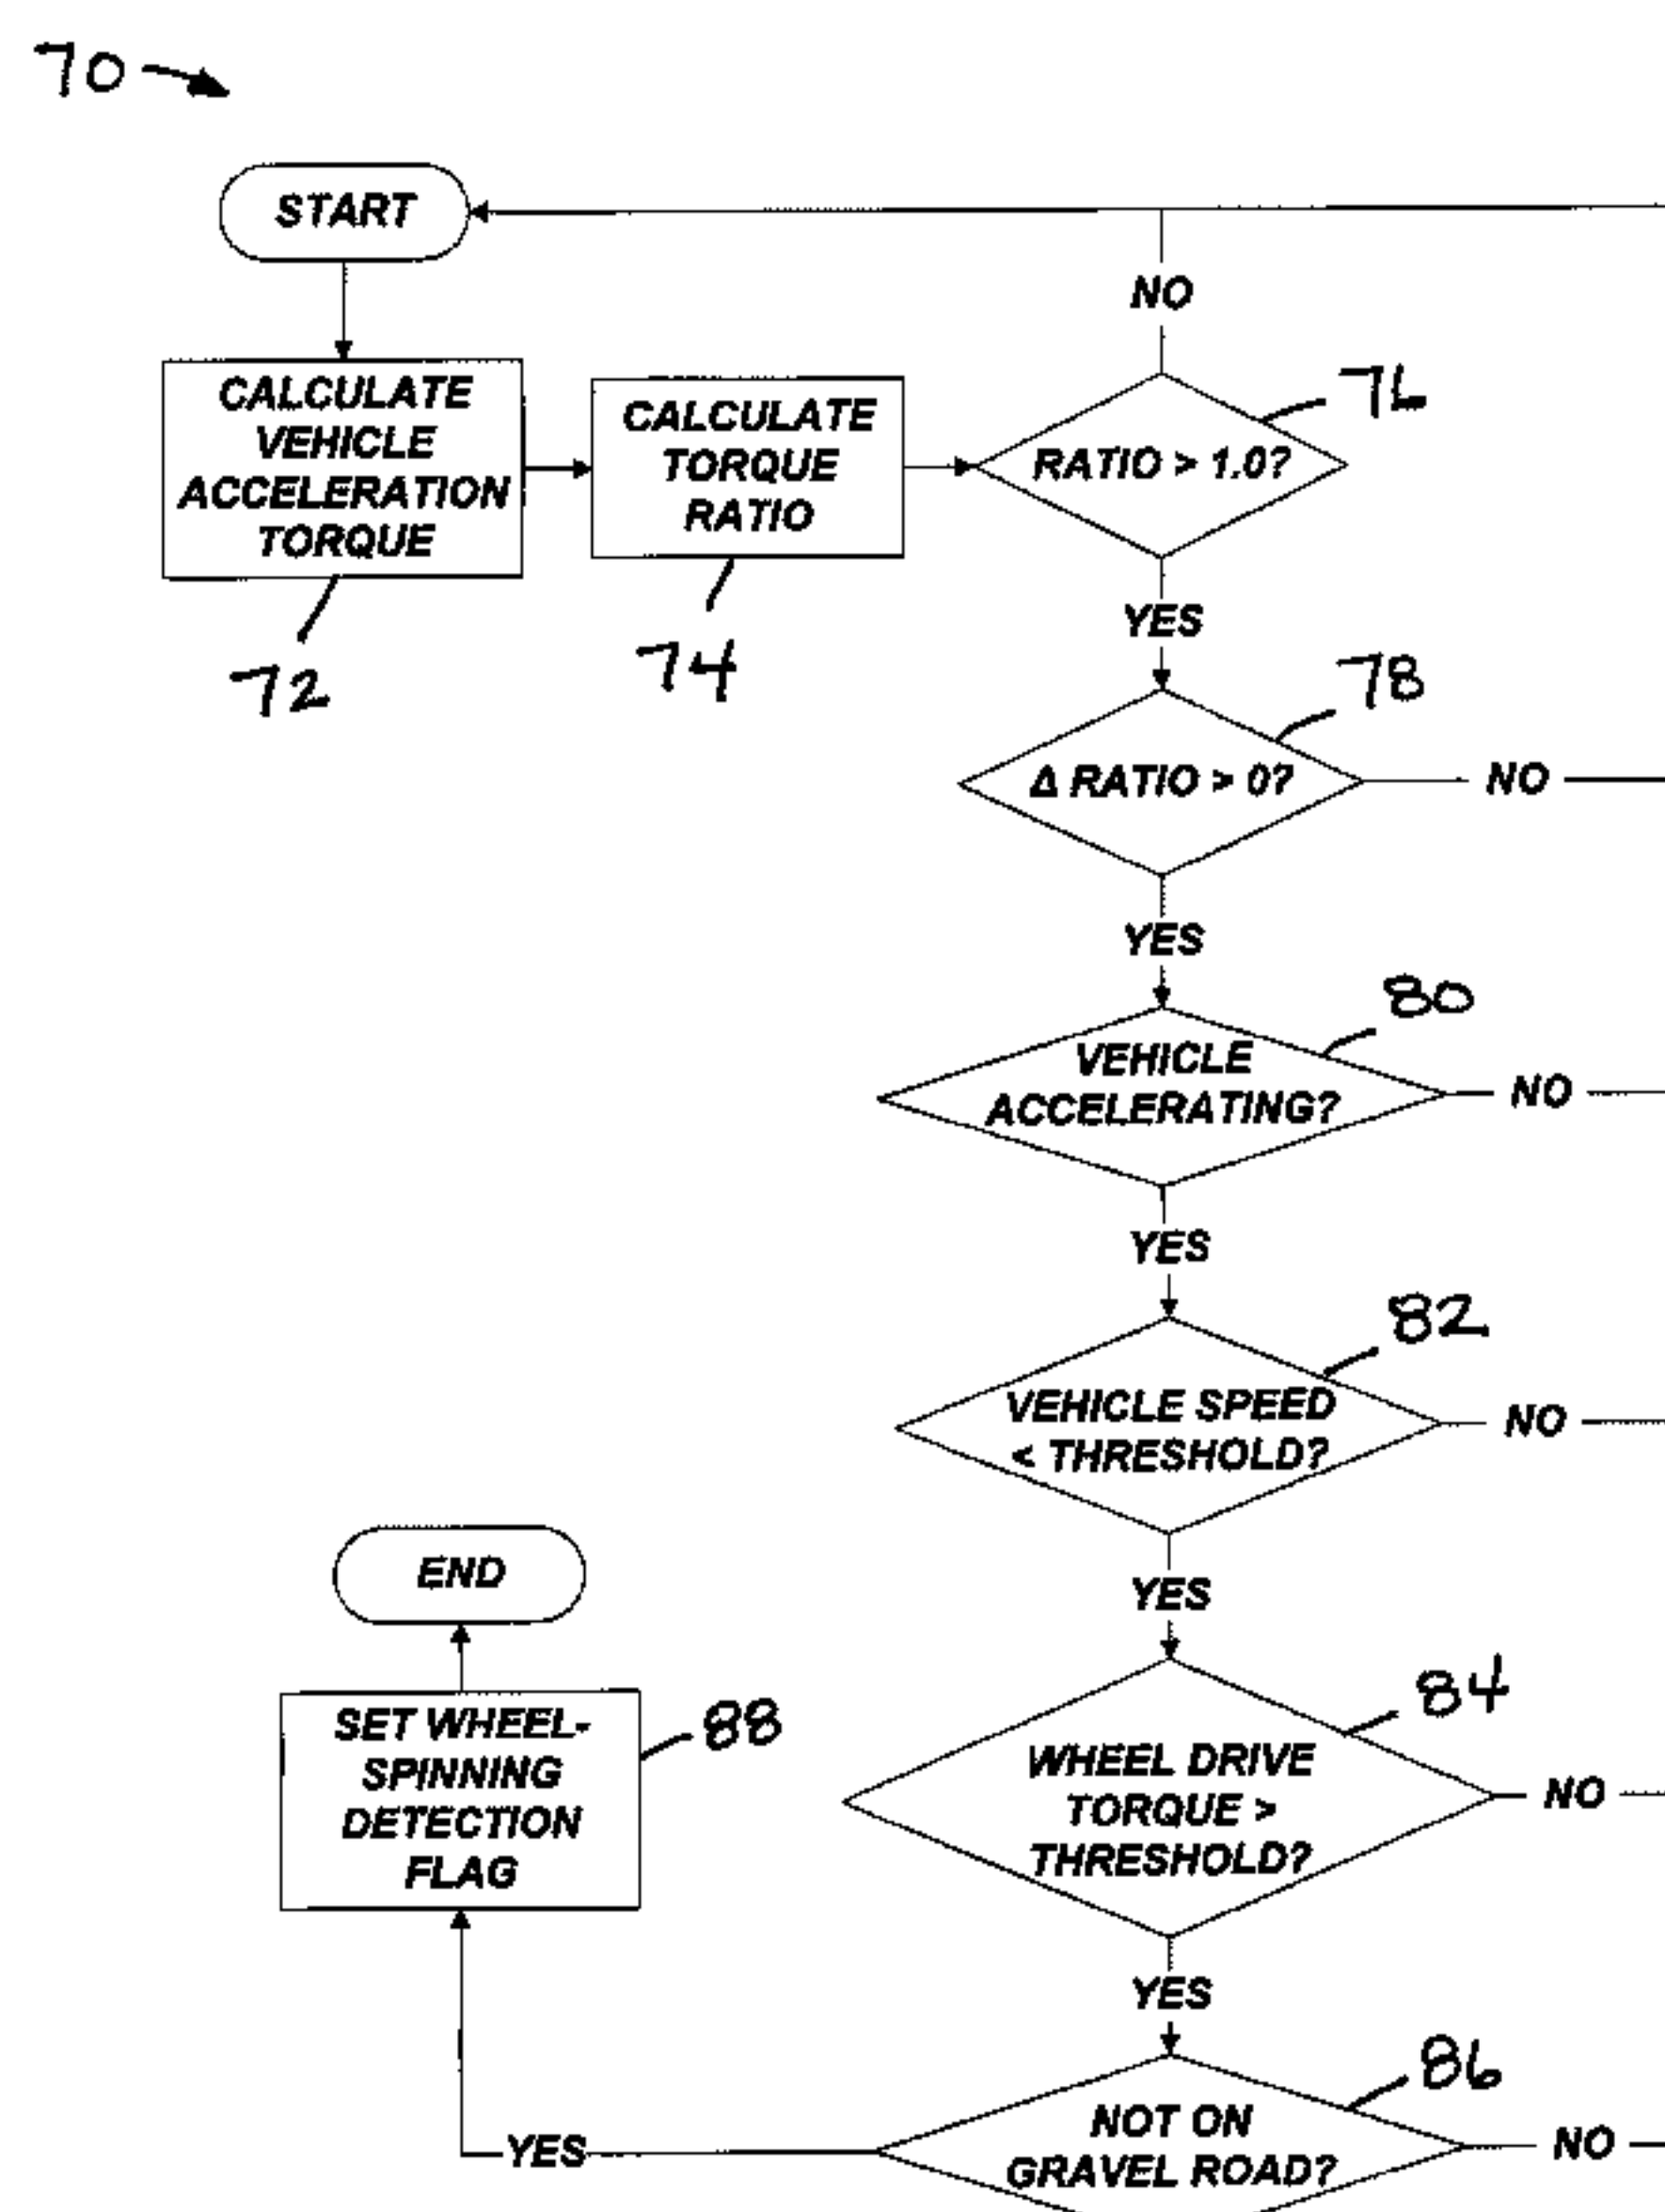 70
START
NO
CALCULATE
VEHICLE
ACCELERATION
TORQUE
72
CALCULATE
TORQUE
RATIO
74
RATIO > 1.0?
76
YES
Δ RATIO > 0?
78
NO
YES
VEHICLE
ACCELERATING?
80
NO
YES
VEHICLE SPEED
< THRESHOLD?
82
NO
YES
WHEEL DRIVE
TORQUE >
THRESHOLD?
84
NO
YES
NOT ON
GRAVEL ROAD?
86
NO
YES
SET WHEEL-
SPINNING
DETECTION
FLAG
88
END